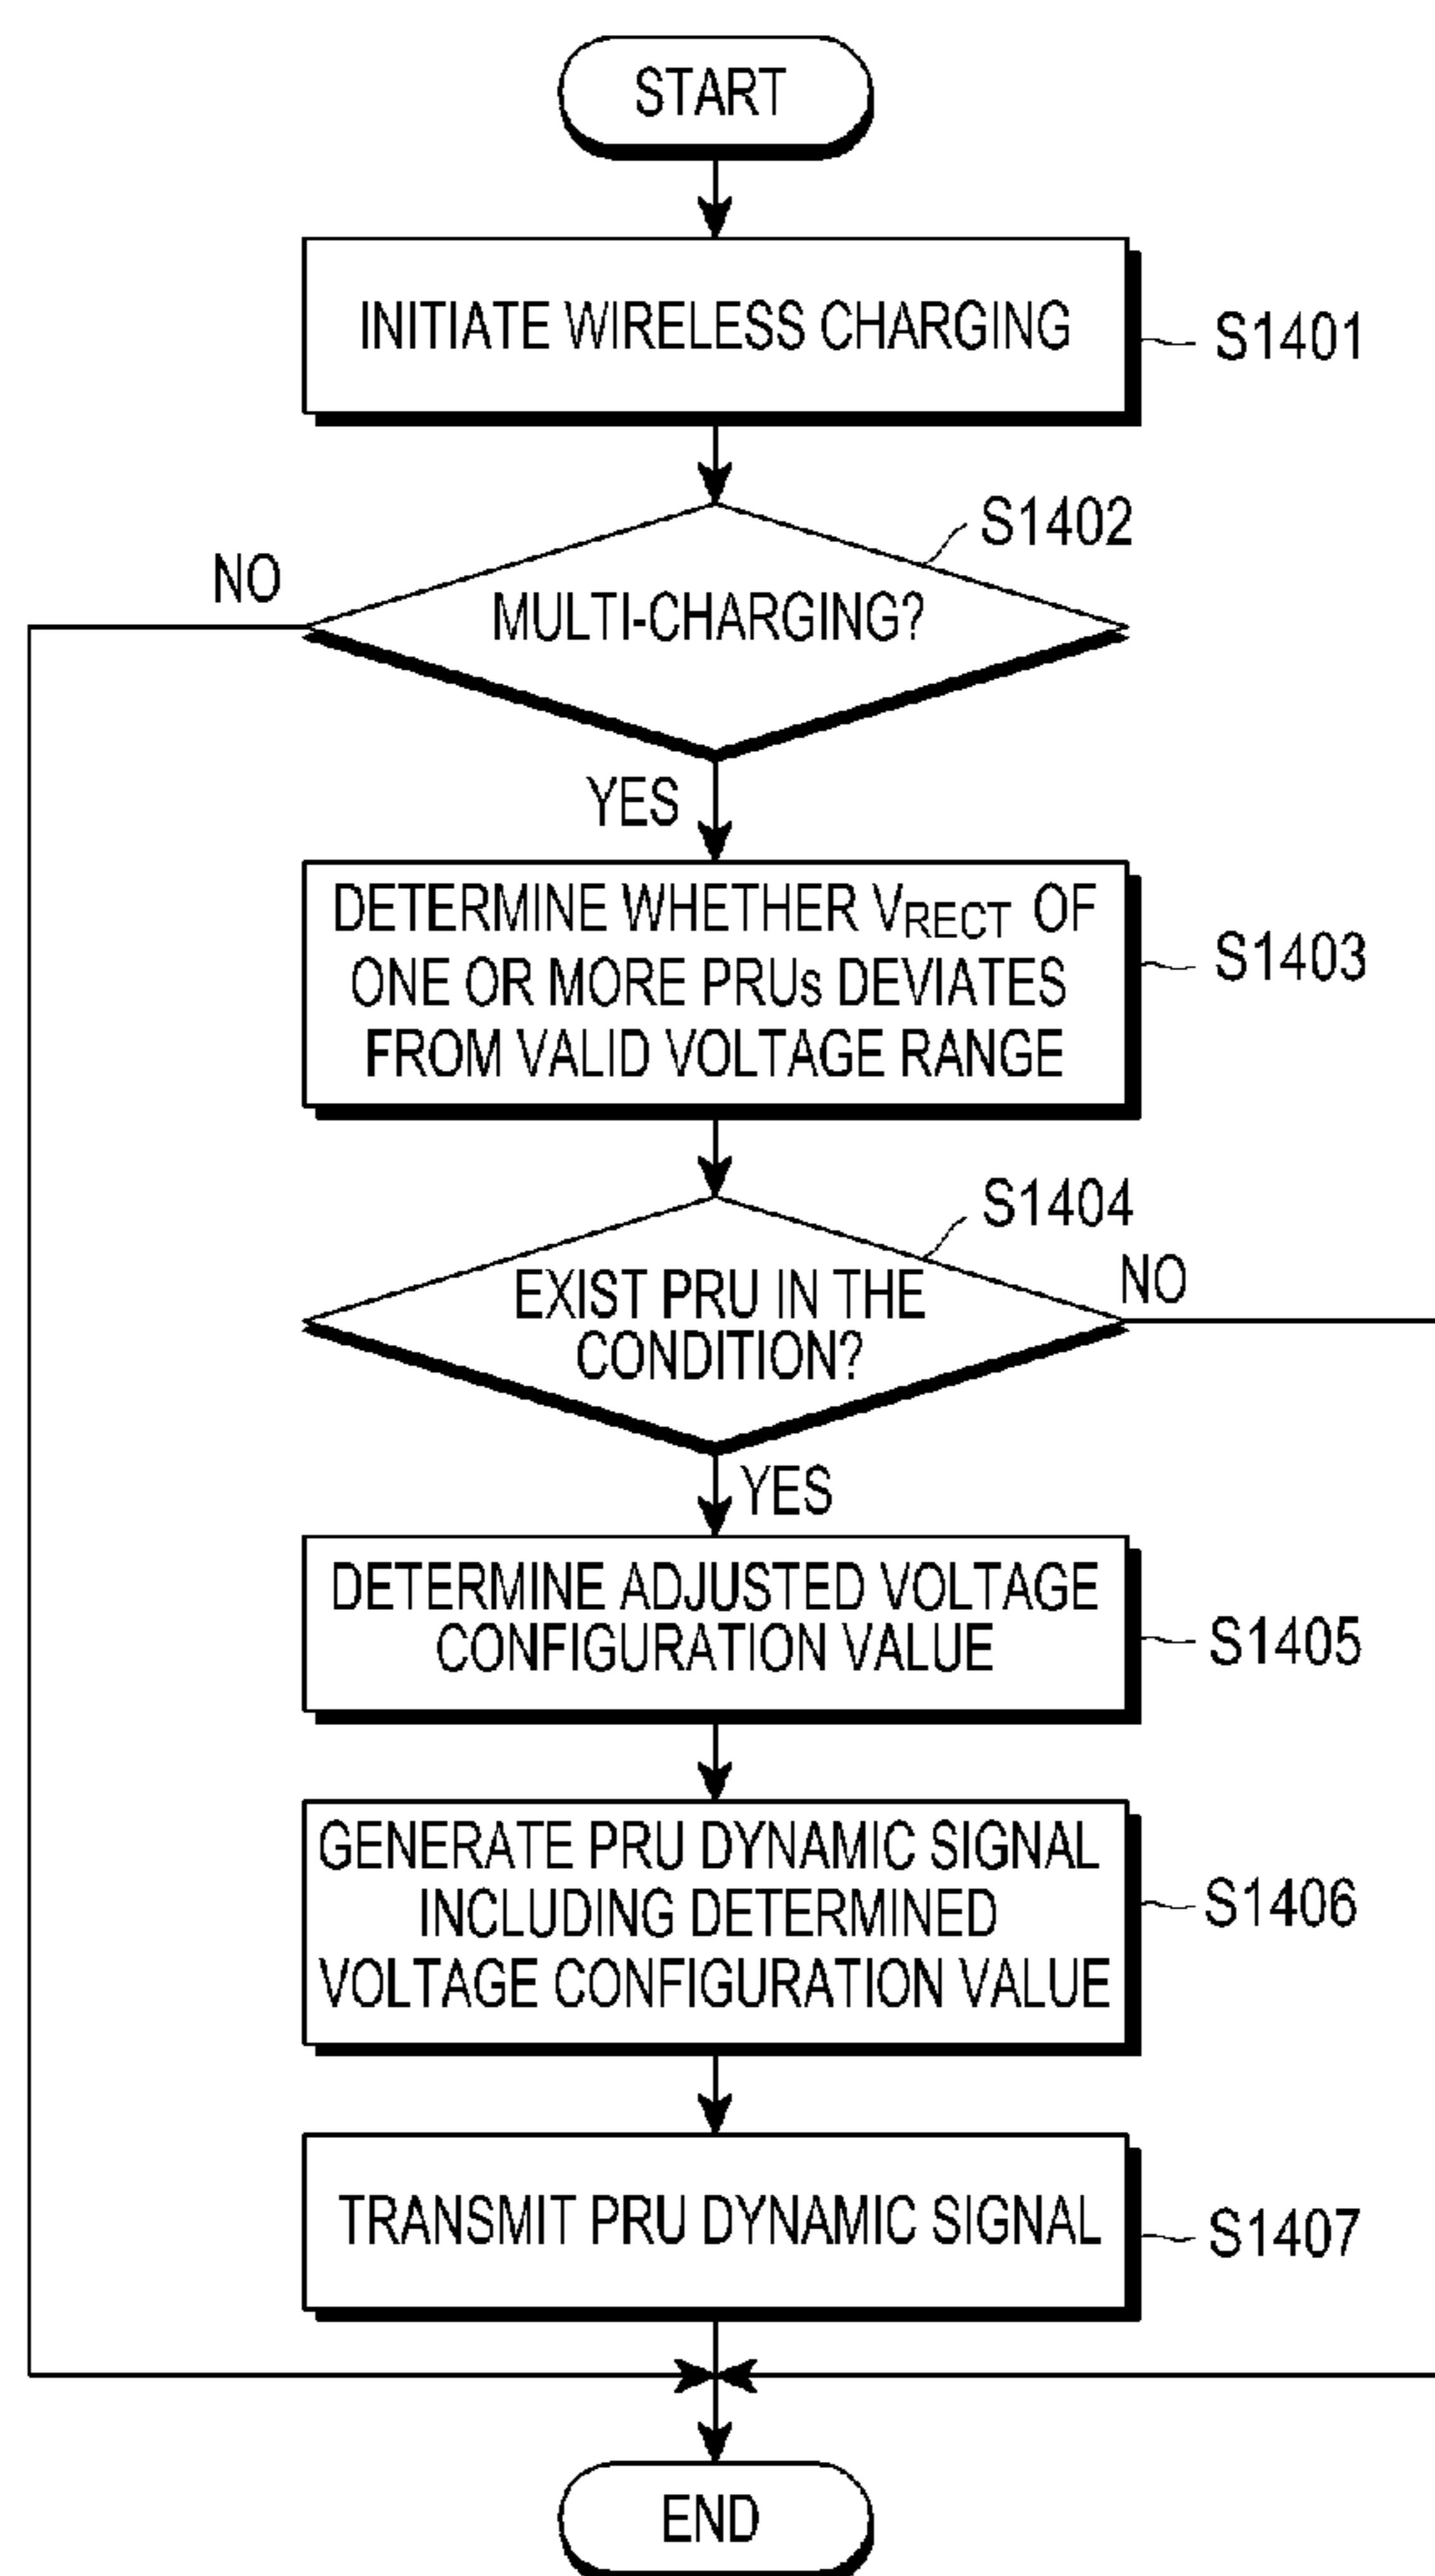 START
INITIATE WIRELESS CHARGING
S1401
S1402
NO
MULTI-CHARGING?
YES
DETERMINE WHETHER VRECT OF
ONE OR MORE PRUs DEVIATES
FROM VALID VOLTAGE RANGE
S1403
S1404
NO
EXIST PRU IN THE
CONDITION?
YES
DETERMINE ADJUSTED VOLTAGE
CONFIGURATION VALUE
S1405
GENERATE PRU DYNAMIC SIGNAL
INCLUDING DETERMINED
VOLTAGE CONFIGURATION VALUE
S1406
TRANSMIT PRU DYNAMIC SIGNAL
S1407
END